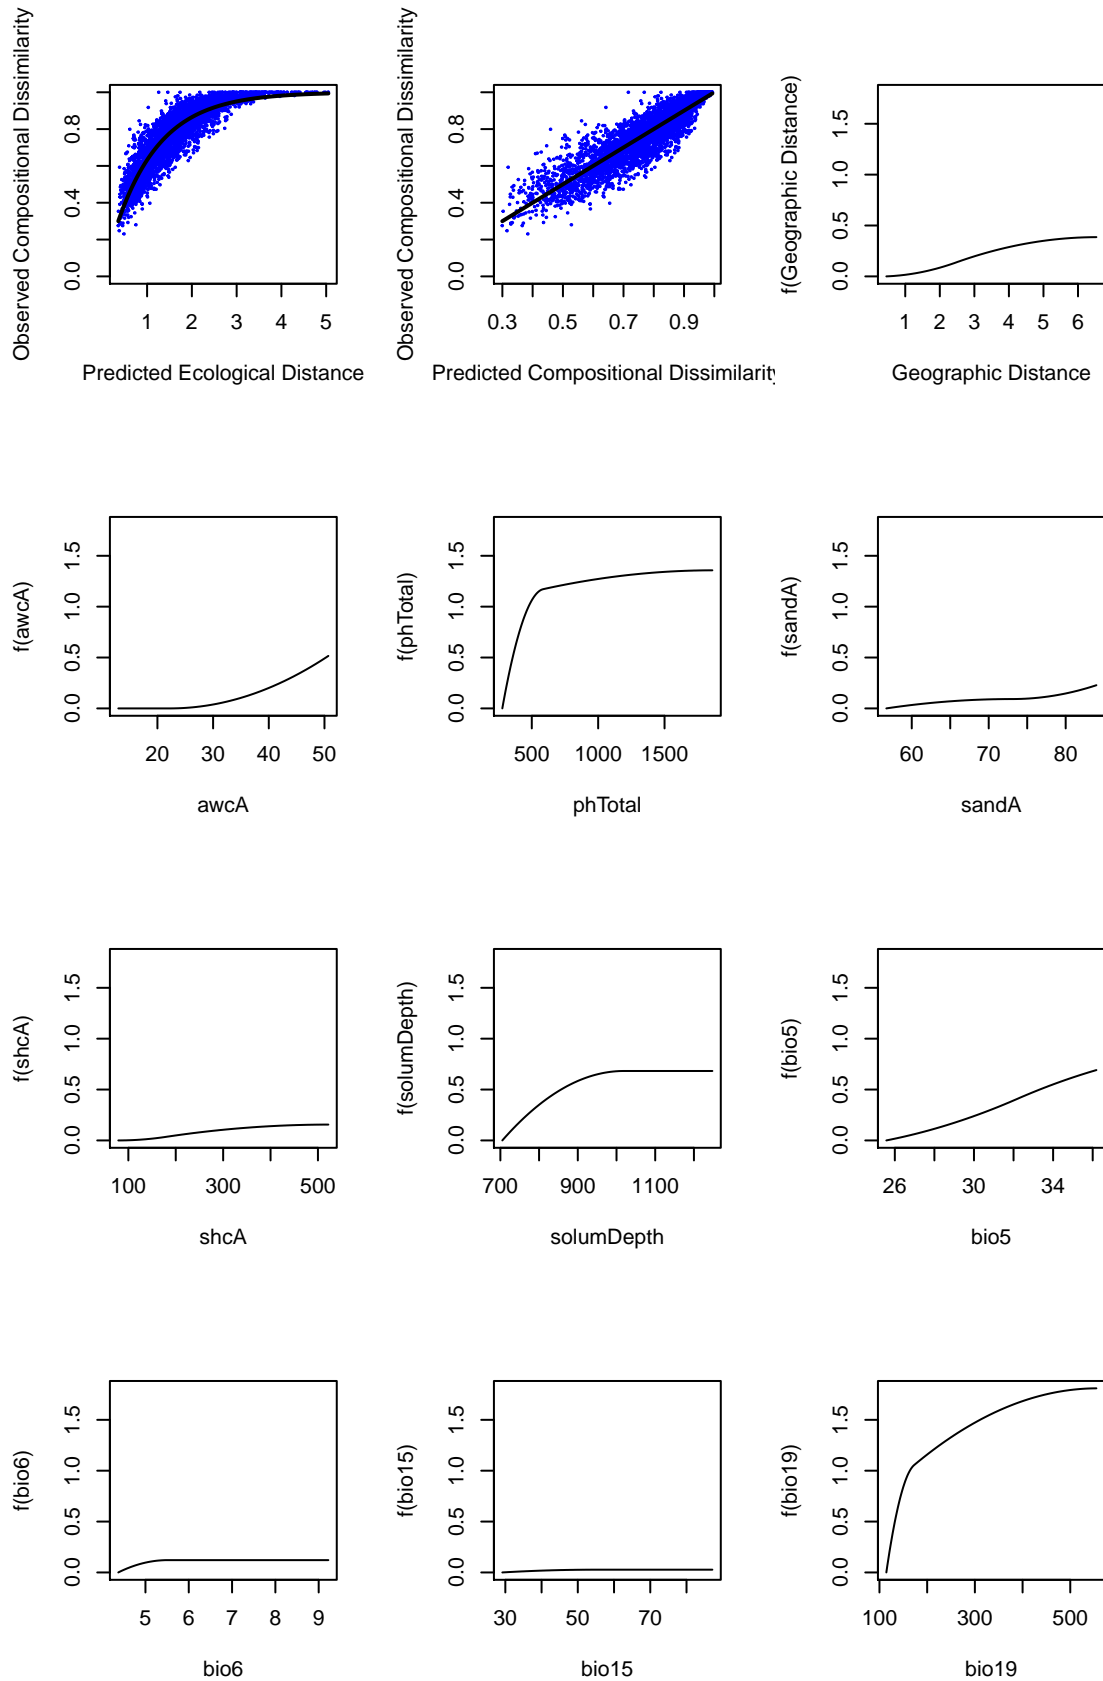 Observed Compositional Dissimilarity
0.0 0.4 0.8
1 2 3 4 5
Predicted Ecological Distance
Observed Compositional Dissimilarity
0.0 0.4 0.8
0.3 0.5 0.7 0.9
Predicted Compositional Dissimilarity
f(Geographic Distance)
0.0 0.5 1.0 1.5
1 2 3 4 5 6
Geographic Distance
f(awcA)
0.0 0.5 1.0 1.5
20 30 40 50
awcA
f(phTotal)
0.0 0.5 1.0 1.5
500 1000 1500
phTotal
f(sandA)
0.0 0.5 1.0 1.5
60 70 80
sandA
f(shcA)
0.0 0.5 1.0 1.5
100 300 500
shcA
f(solumDepth)
0.0 0.5 1.0 1.5
700 900 1100
solumDepth
f(bio5)
0.0 0.5 1.0 1.5
26 30 34
bio5
f(bio6)
0.0 0.5 1.0 1.5
5 6 7 8 9
bio6
f(bio15)
0.0 0.5 1.0 1.5
30 50 70
bio15
f(bio19)
0.0 0.5 1.0 1.5
100 300 500
bio19